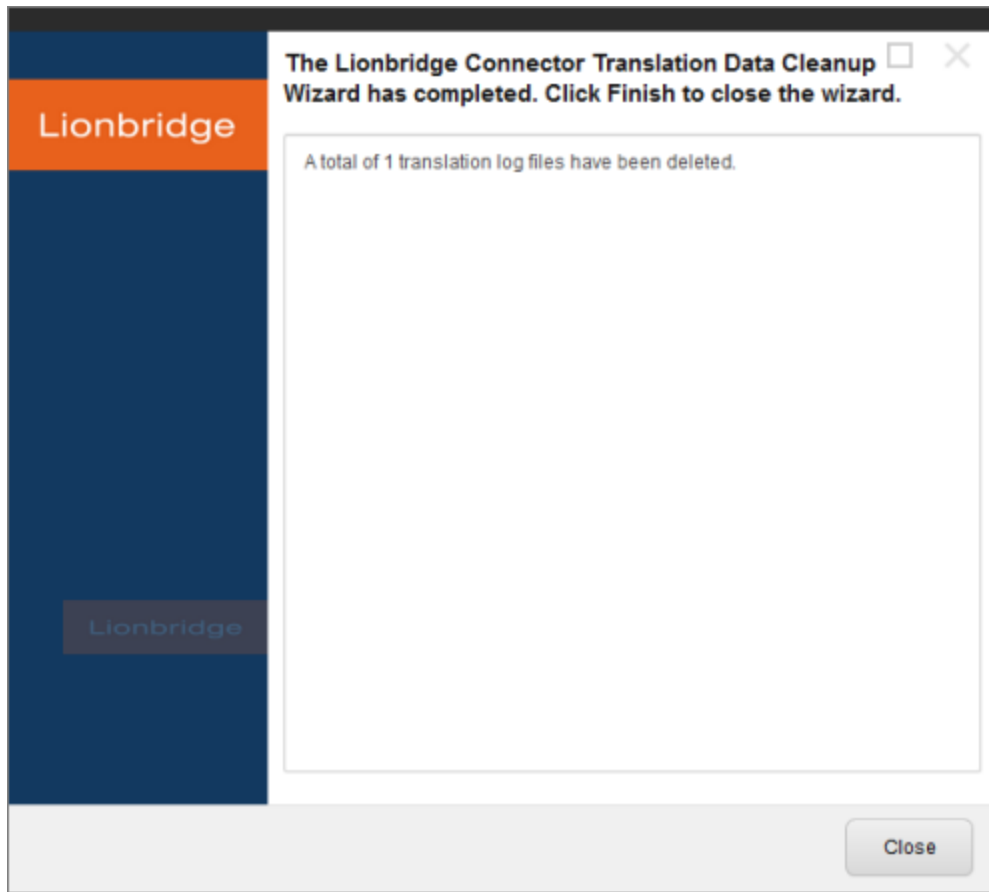 The Lionbridge Connector Translation Data Cleanup
Wizard has completed. Click Finish to close the wizard.
Lionbridge
A total of 1 translation log files have been deleted.
Lionbridge
Close